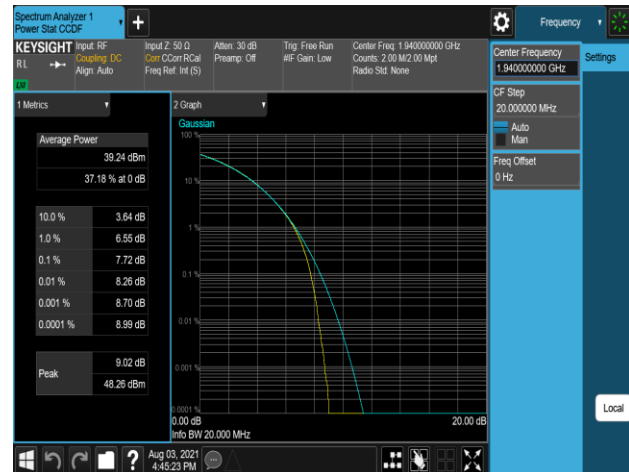 Spectrum Analyzer 1
Power Stat CCDF
+
Frequency
KEYSIGHT
RL
LXI
Input: RF
Coupling: DC
Align: Auto
Input Z: 50 Ω
Corr CCorr RCal
Freq Ref: Int (S)
Atten: 30 dB
Preamp: Off
Trig: Free Run
#IF Gain: Low
Center Freq: 1.940000000 GHz
Counts: 2.00 M/2.00 Mpt
Radio Std: None
Center Frequency
1.940000000 GHz
Settings
CF Step
20.000000 MHz
Auto
Man
Freq Offset
0 Hz
1 Metrics
Average Power
39.24 dBm
37.18 % at 0 dB
10.0 % 3.64 dB
1.0 % 6.55 dB
0.1 % 7.72 dB
0.01 % 8.26 dB
0.001 % 8.70 dB
0.0001 % 8.99 dB
Peak
9.02 dB
48.26 dBm
2 Graph
Gaussian
100 %
10 %
1 %
0.1 %
0.01 %
0.001 %
0.0001 %
0.00 dB 20.00 dB
Info BW 20.000 MHz
Local
?
Aug 03, 2021
4:45:23 PM